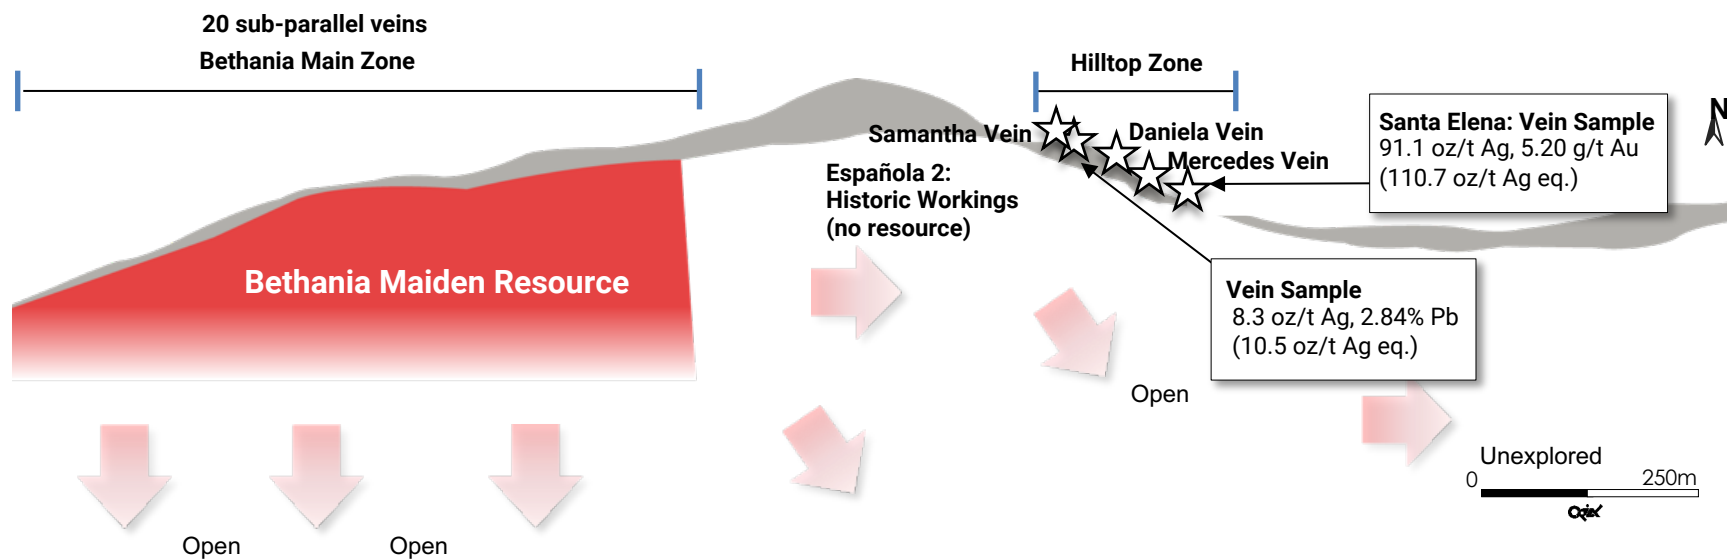 20 sub-parallel veins
Bethania Main Zone
Hilltop Zone
N
Samantha Vein
Daniela Vein
Mercedes Vein
Santa Elena: Vein Sample
91.1 oz/t Ag, 5.20 g/t Au
(110.7 oz/t Ag eq.)
Española 2:
Historic Workings
(no resource)
Bethania Maiden Resource
Vein Sample
8.3 oz/t Ag, 2.84% Pb
(10.5 oz/t Ag eq.)
Open
Unexplored
0 250m
Open Open